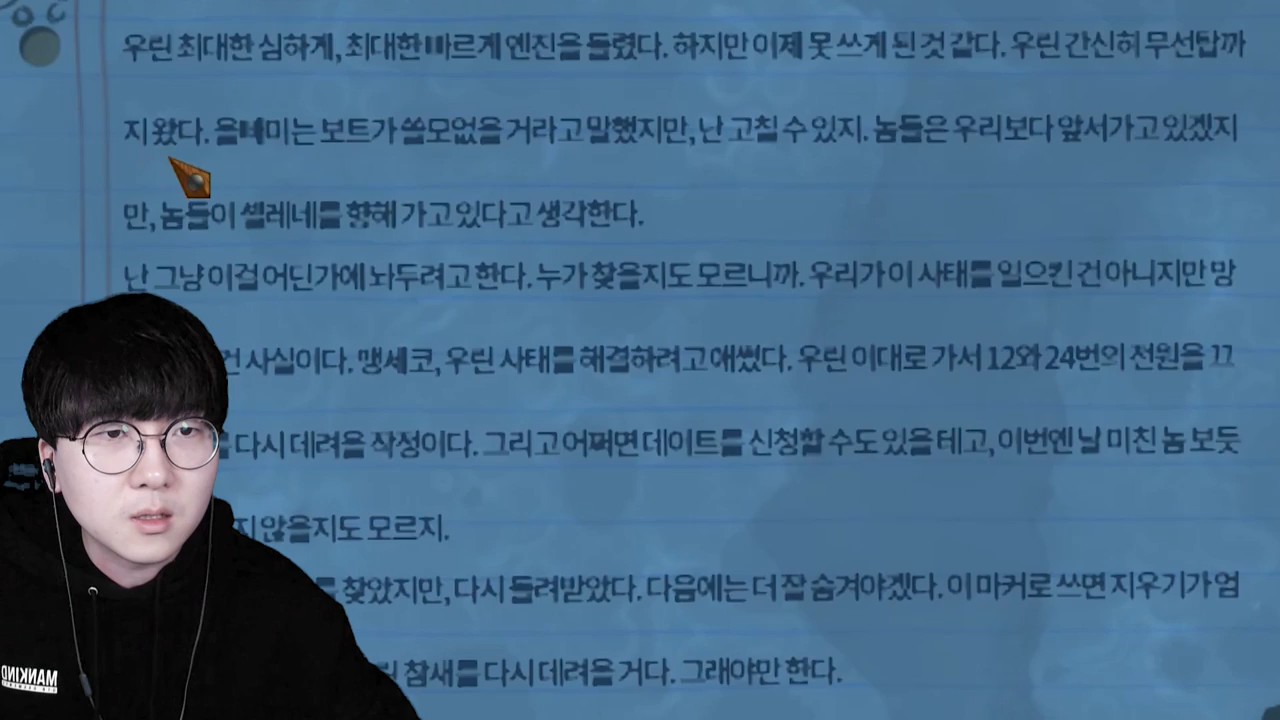 우린 최대한 심하게, 최대한 빠르게 엔진을 돌렸다. 하지만 이제 못 쓰게 된 것 같다. 우린 간신히 무선탑까
지 왔다. 올빼미는 보트가 쓸모없을 거라고 말했지만, 난 고칠 수 있지. 놈들은 우리보다 앞서가고 있겠지
만, 놈들이 셀레네를 향해 가고 있다고 생각한다.
난 그냥 이걸 어딘가에 놔두려고 한다. 누가 찾을지도 모르니까. 우리가 이 사태를 일으킨 건 아니지만 망
건 사실이다. 맹세코, 우린 사태를 해결하려고 애썼다. 우린 이대로 가서 12와 24번의 전원을 끄
를 다시 데려올 작정이다. 그리고 어쩌면 데이트를 신청할 수도 있을 테고, 이번엔 날 미친 놈 보듯
지 않을지도 모르지.
를 찾았지만, 다시 돌려받았다. 다음에는 더 잘 숨겨야겠다. 이 마커로 쓰면 지우기가 엄
린 참새를 다시 데려올 거다. 그래야만 한다.
MANKIND